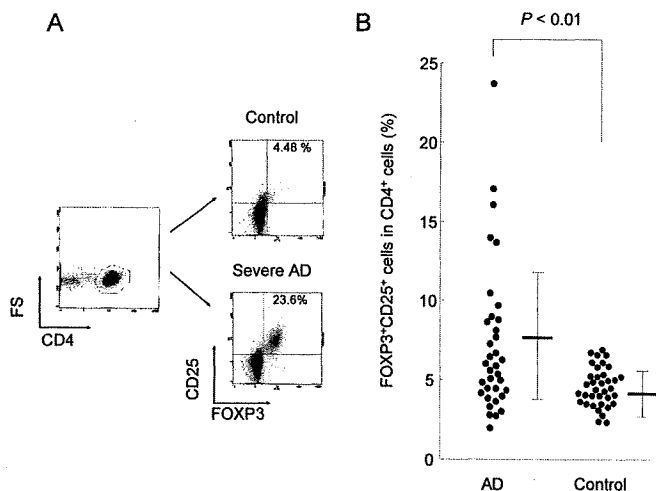 A
Control
4.48 %
Severe AD
23.6%
FS
CD4
CD25
FOXP3
B
P < 0.01
FOXP3⁺CD25⁺ cells in CD4⁺ cells (%)
25
20
15
10
5
0
AD
Control